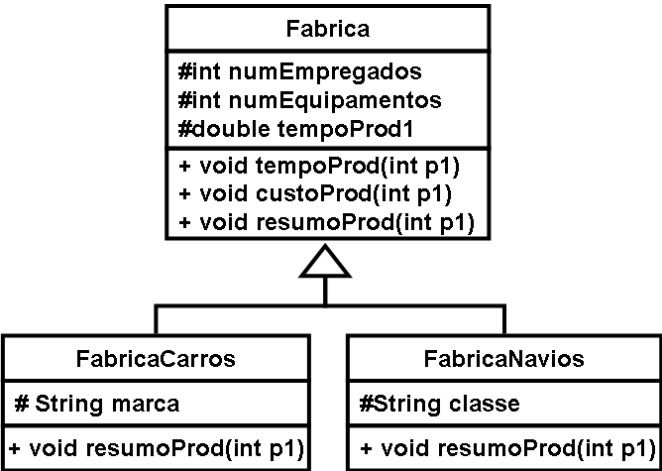 Fabrica
#int numEmpregados
#int numEquipamentos
#double tempoProd1
+ void tempoProd(int p1)
+ void custoProd(int p1)
+ void resumoProd(int p1)
FabricaCarros
# String marca
+ void resumoProd(int p1)
FabricaNavios
#String classe
+ void resumoProd(int p1)